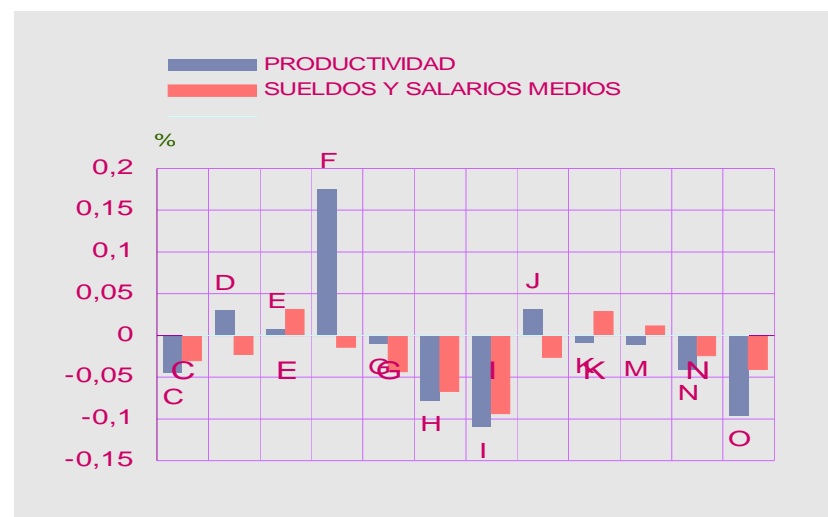 PRODUCTIVIDAD
SUELDOS Y SALARIOS MEDIOS
%
F
0,2
0,15
0,1
D
J
0,05
E
0
G
K
M
C
E
G
I
K
N
-0,05
C
N
H
-0,1
O
I
-0,15